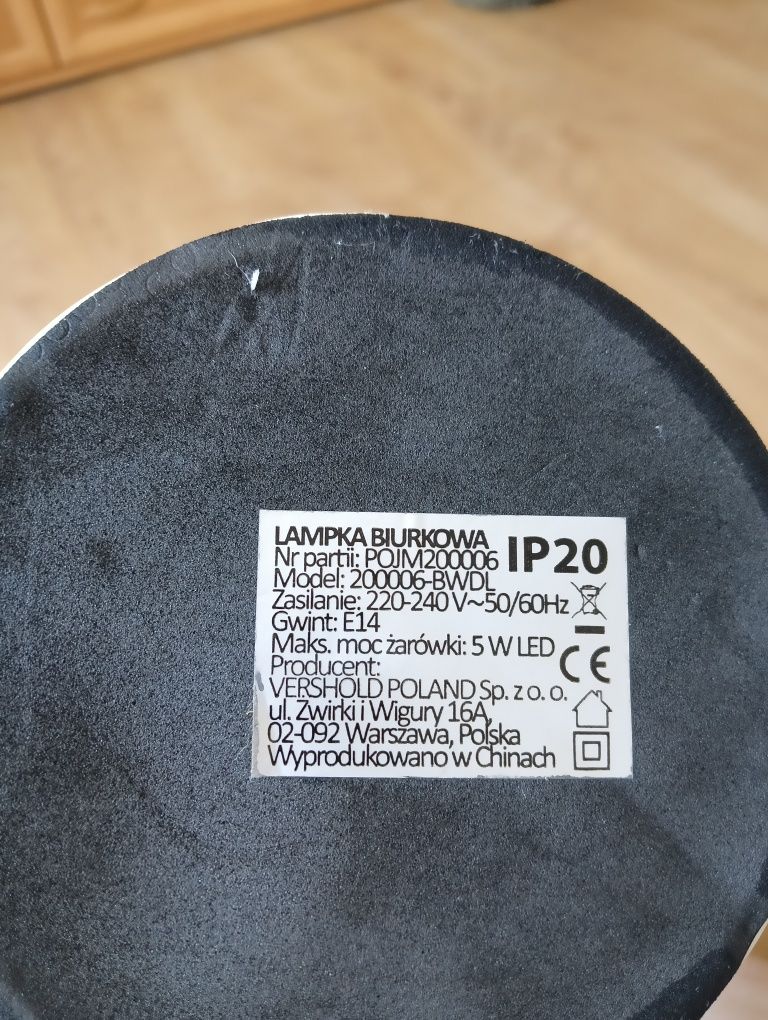 LAMPKA BIURKOWA
IP20
Nr partii: POJM200006
Model: 200006-BWDL
Zasilanie: 220-240 V~50/60Hz
Gwint: E14
Maks. moc żarówki: 5 W LED
CE
Producent:
VERSHOLD POLAND Sp. z o. o.
ul. Żwirki i Wigury 16A,
02-092 Warszawa, Polska
Wyprodukowano w Chinach